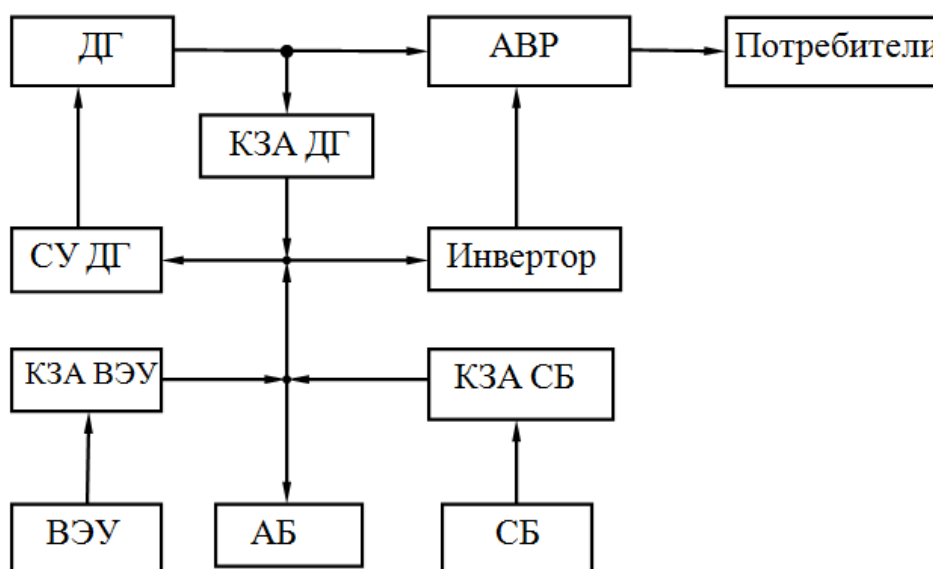 ДГ
АВР
Потребители
КЗА ДГ
СУ ДГ
Инвертор
КЗА ВЭУ
КЗА СБ
ВЭУ
АБ
СБ